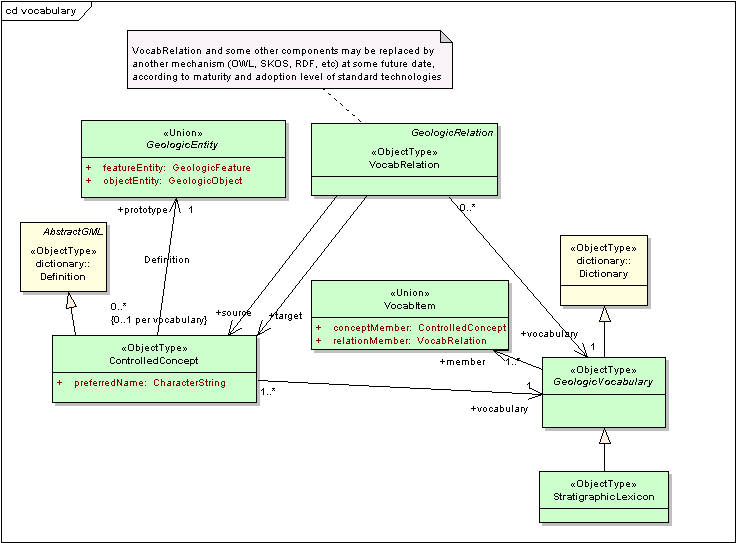 cd vocabulary
VocabRelation and some other components may be replaced by
another mechanism (OWL, SKOS, RDF, etc) at some future date,
according to maturity and adoption level of standard technologies
«Union»
GeologicEntity
+ featureEntity: GeologicFeature
+ objectEntity: GeologicObject
GeologicRelation
«ObjectType»
VocabRelation
+prototype
1
0..*
AbstractGML
«ObjectType»
dictionary::
Definition
Definition
«ObjectType»
dictionary::
Dictionary
«Union»
VocabItem
+ conceptMember: ControlledConcept
+ relationMember: VocabRelation
0..*
{0..1 per vocabulary}
+source
+target
+vocabulary
1
«ObjectType»
ControlledConcept
+ preferredName: CharacterString
+member
1..*
«ObjectType»
GeologicVocabulary
1..*
1
+vocabulary
«ObjectType»
StratigraphicLexicon